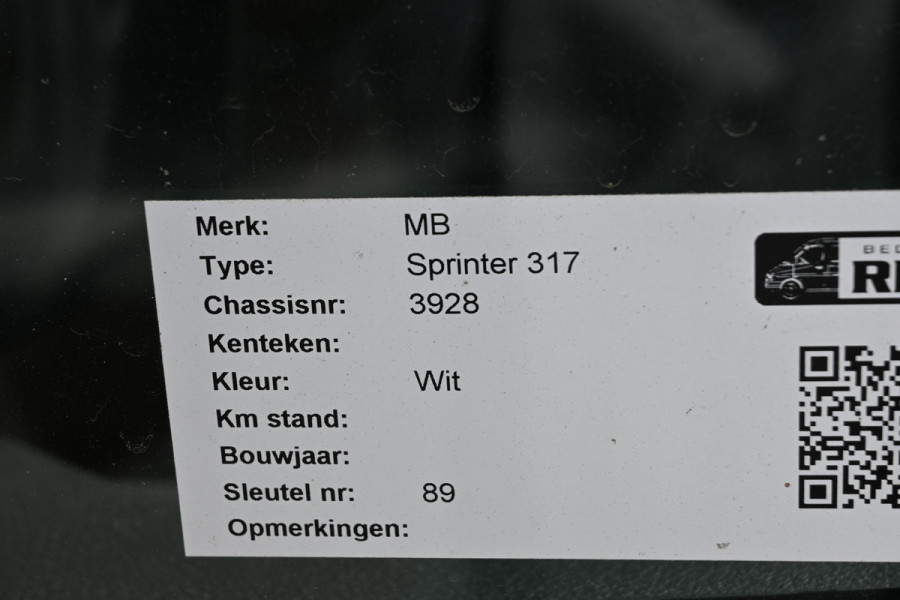 Merk: MB
Type: Sprinter 317
Chassisnr: 3928
Kenteken:
Kleur: Wit
Km stand:
Bouwjaar:
Sleutel nr: 89
Opmerkingen: